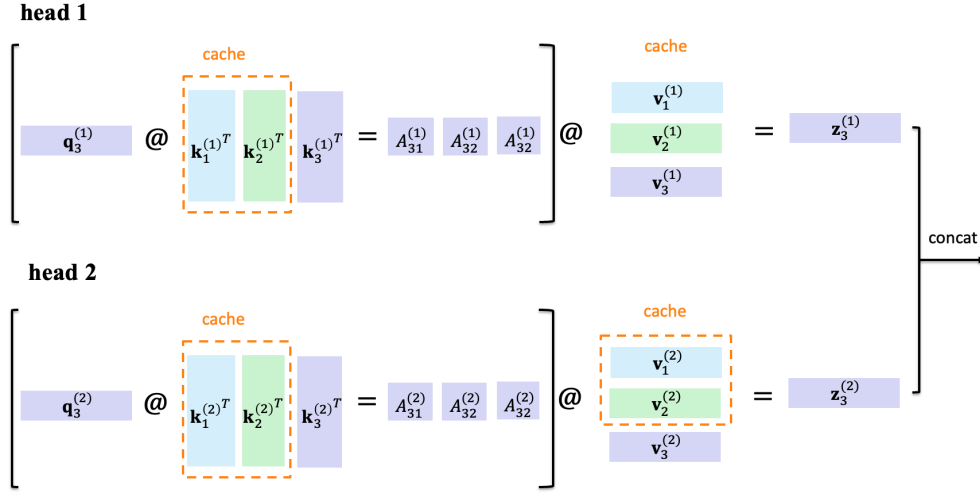 head 1
cache
cache
q₃⁽¹⁾ @ k₁⁽¹⁾ᵀ k₂⁽¹⁾ᵀ k₃⁽¹⁾ᵀ = A₃₁⁽¹⁾ A₃₂⁽¹⁾ A₃₂⁽¹⁾ @
v₁⁽¹⁾
v₂⁽¹⁾
v₃⁽¹⁾
= z₃⁽¹⁾
concat
head 2
cache
cache
q₃⁽²⁾ @ k₁⁽²⁾ᵀ k₂⁽²⁾ᵀ k₃⁽²⁾ᵀ = A₃₁⁽²⁾ A₃₂⁽²⁾ A₃₂⁽²⁾ @
v₁⁽²⁾
v₂⁽²⁾
v₃⁽²⁾
= z₃⁽²⁾